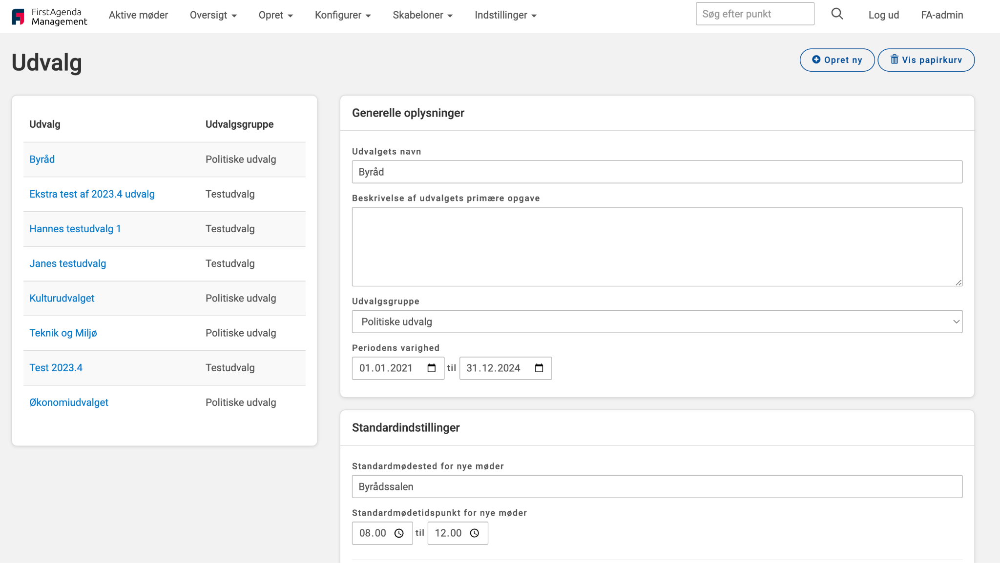 FirstAgenda
Management
Aktive møder
Oversigt
Opret
Konfigurer
Skabeloner
Indstillinger
Søg efter punkt
Log ud
FA-admin
Udvalg
Opret ny
Vis papirkurv
Udvalg Udvalgsgruppe
Byråd Politiske udvalg
Ekstra test af 2023.4 udvalg Testudvalg
Hannes testudvalg 1 Testudvalg
Janes testudvalg Testudvalg
Kulturudvalget Politiske udvalg
Teknik og Miljø Politiske udvalg
Test 2023.4 Testudvalg
Økonomiudvalget Politiske udvalg
Generelle oplysninger
Udvalgets navn
Byråd
Beskrivelse af udvalgets primære opgave
Udvalgsgruppe
Politiske udvalg
Periodens varighed
01.01.2021 til 31.12.2024
Standardindstillinger
Standardmødested for nye møder
Byrådssalen
Standardmødetidspunkt for nye møder
08.00 til 12.00